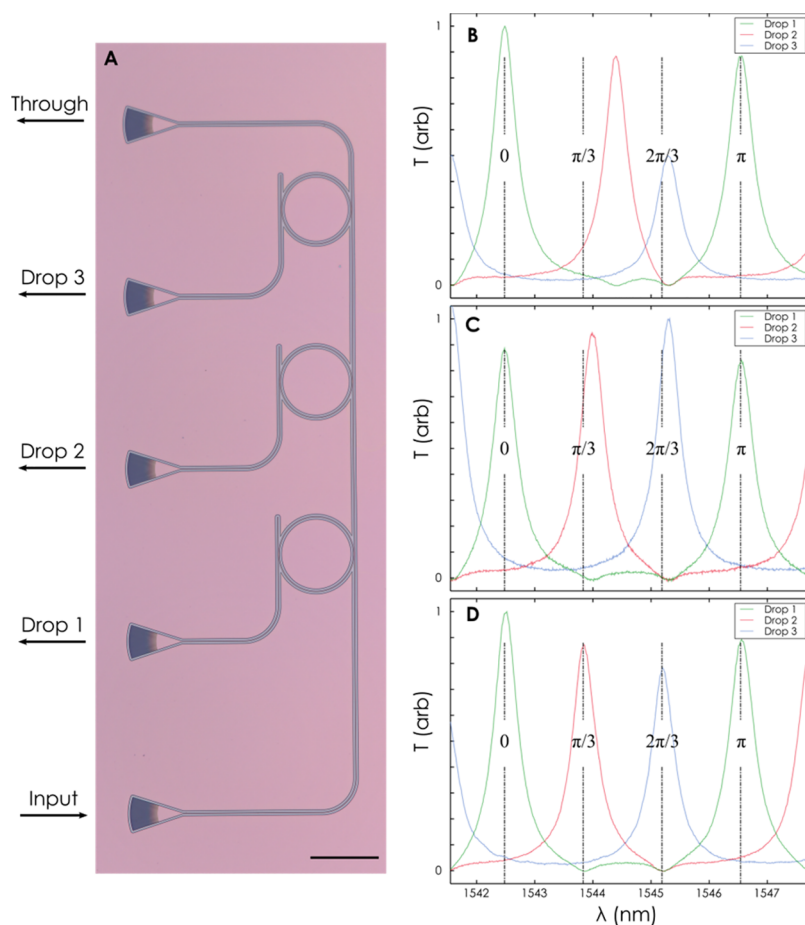 A
Through
Drop 3
Drop 2
Drop 1
Input
B
Drop 1
Drop 2
Drop 3
T (arb)
1
0
0
π/3
2π/3
π
C
Drop 1
Drop 2
Drop 3
T (arb)
1
0
0
π/3
2π/3
π
D
Drop 1
Drop 2
Drop 3
T (arb)
1
0
0
π/3
2π/3
π
1542 1543 1544 1545 1546 1547
λ (nm)